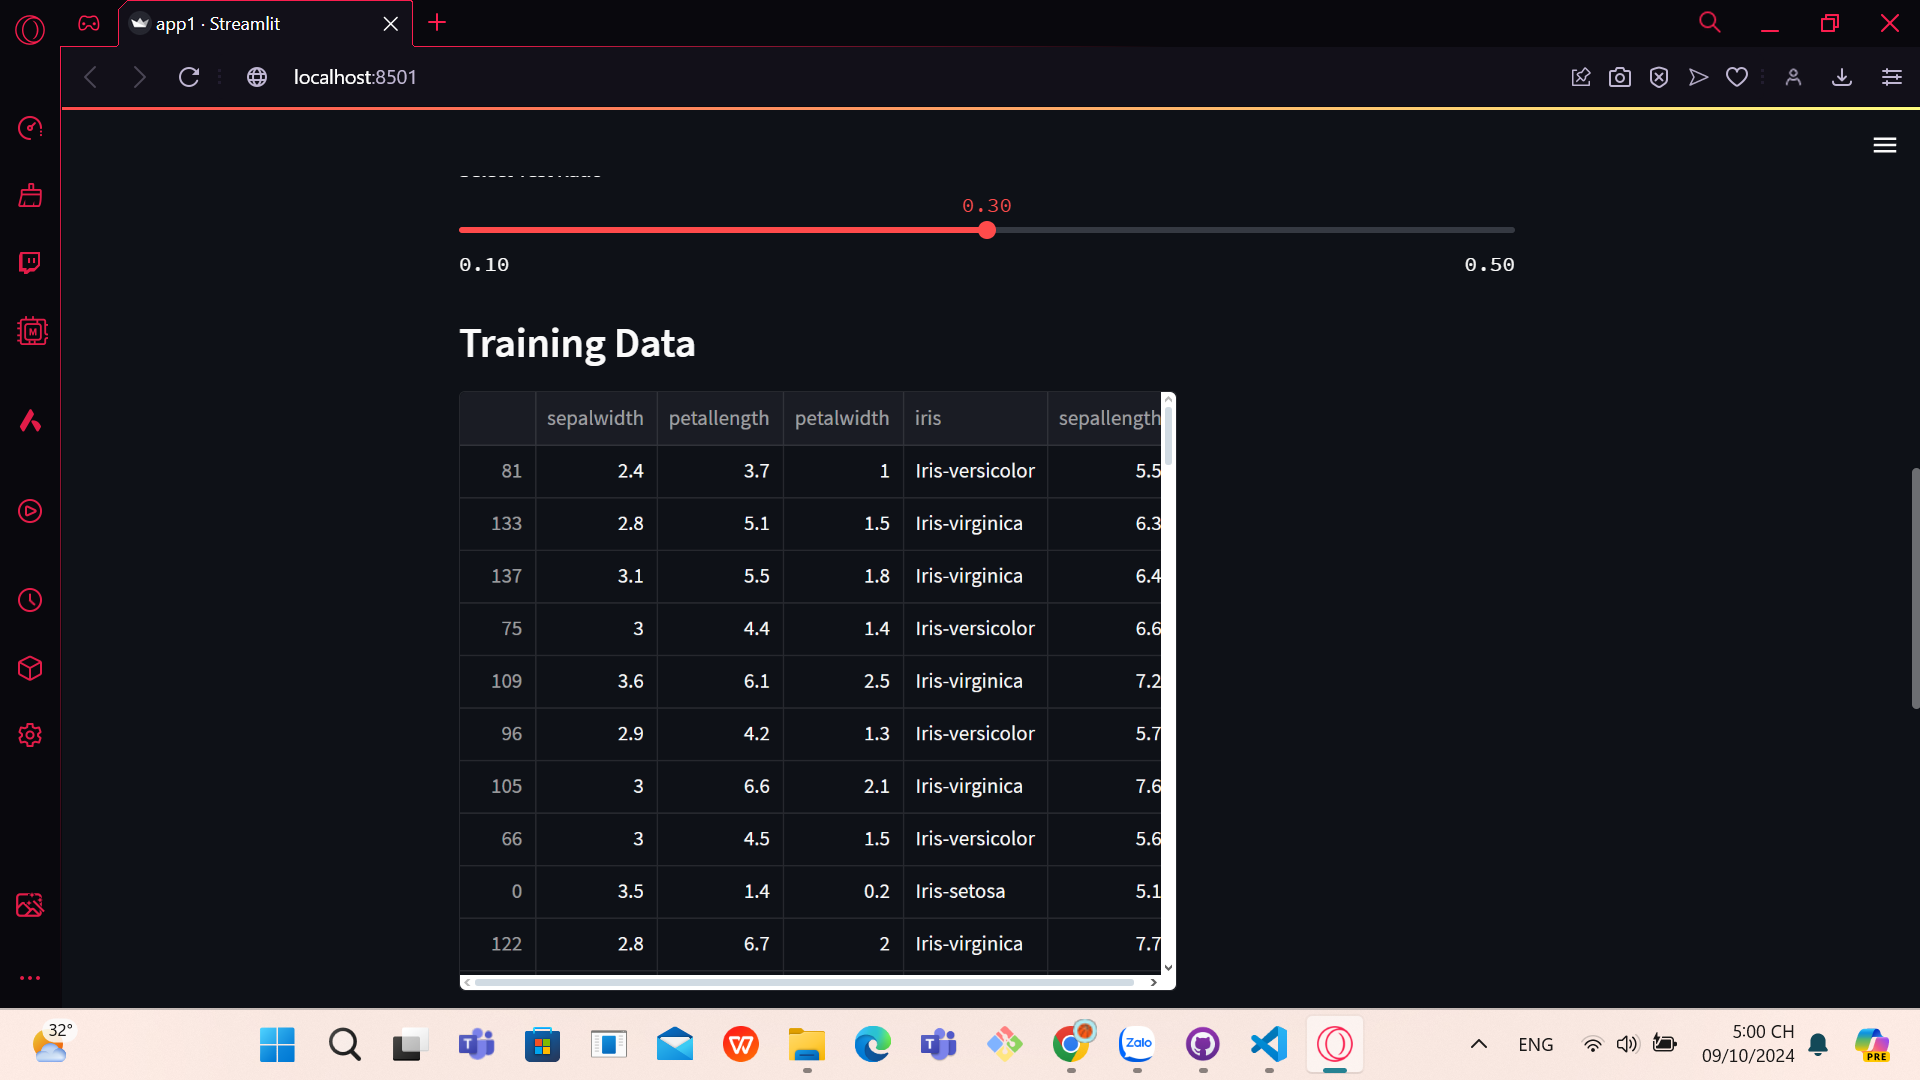 app1 · Streamlit
localhost:8501
0.30
0.10 0.50
Training Data
sepalwidth petallength petalwidth iris sepallength
81 2.4 3.7 1 Iris-versicolor 5.5
133 2.8 5.1 1.5 Iris-virginica 6.3
137 3.1 5.5 1.8 Iris-virginica 6.4
75 3 4.4 1.4 Iris-versicolor 6.6
109 3.6 6.1 2.5 Iris-virginica 7.2
96 2.9 4.2 1.3 Iris-versicolor 5.7
105 3 6.6 2.1 Iris-virginica 7.6
66 3 4.5 1.5 Iris-versicolor 5.6
0 3.5 1.4 0.2 Iris-setosa 5.1
122 2.8 6.7 2 Iris-virginica 7.7
32°
Zalo
ENG
5:00 CH
09/10/2024
PRE